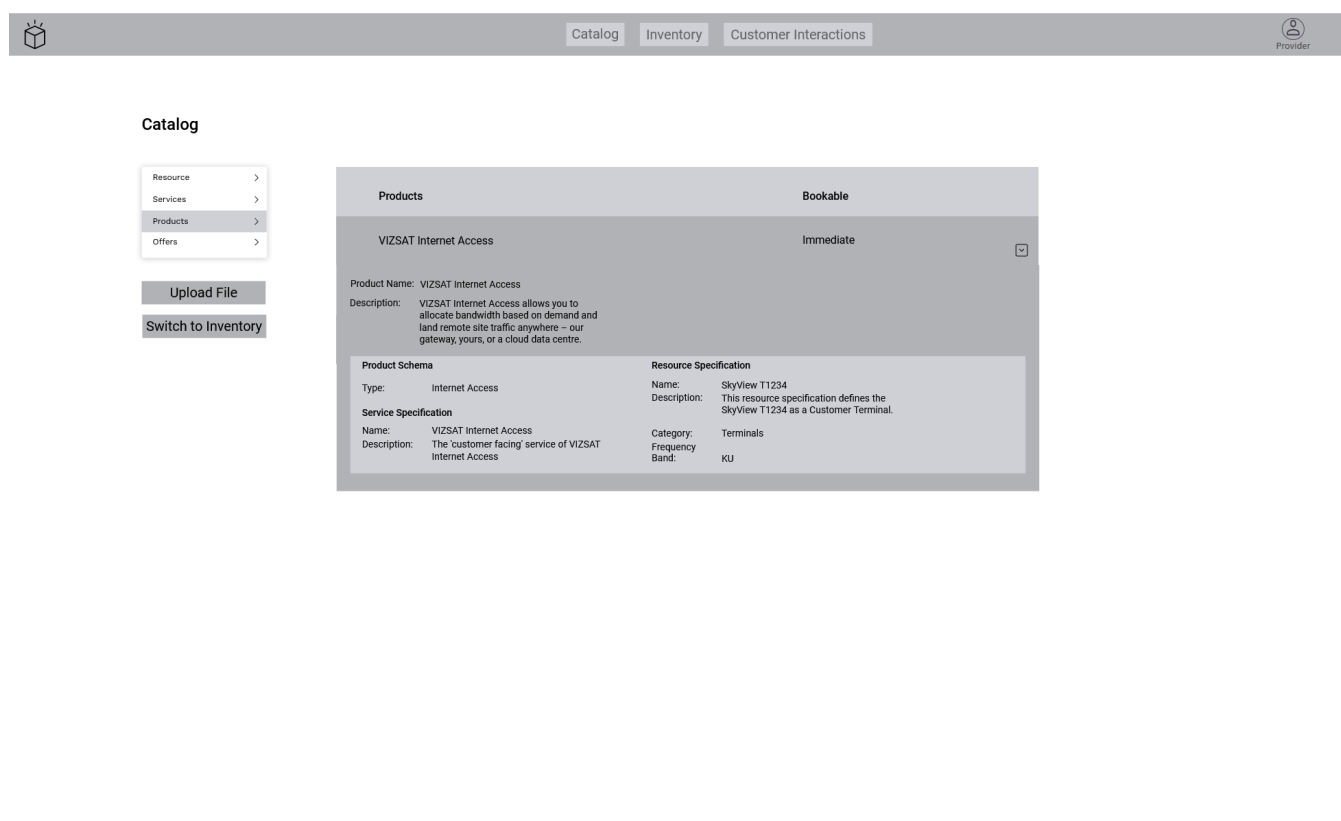 Catalog Inventory Customer Interactions
Provider
Catalog
Resource
Services
Products
Offers
Upload File
Switch to Inventory
Products Bookable
VIZSAT Internet Access Immediate
Product Name: VIZSAT Internet Access
Description: VIZSAT Internet Access allows you to
allocate bandwidth based on demand and
land remote site traffic anywhere – our
gateway, yours, or a cloud data centre.
Product Schema
Type: Internet Access
Service Specification
Name: VIZSAT Internet Access
Description: The 'customer facing' service of VIZSAT
Internet Access
Resource Specification
Name: SkyView T1234
Description: This resource specification defines the
SkyView T1234 as a Customer Terminal.
Category: Terminals
Frequency
Band: KU